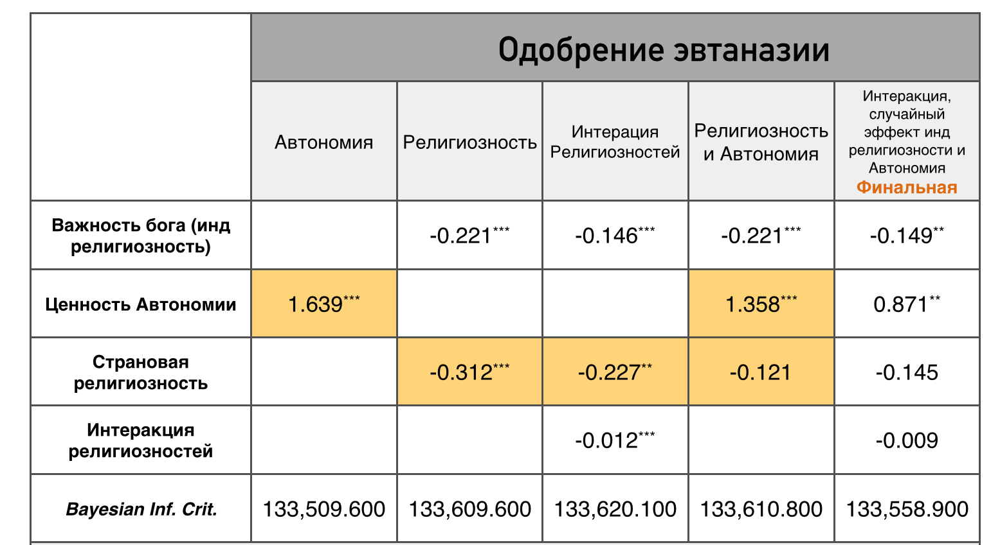 Одобрение эвтаназии
Автономия
Религиозность
Интерация
Религиозностей
Религиозность
и Автономия
Интеракция,
случайный
эффект инд
религиозности и
Автономия
Финальная
Важность бога (инд
религиозность)
-0.221***
-0.146***
-0.221***
-0.149**
Ценность Автономии
1.639***
1.358***
0.871**
Страновая
религиозность
-0.312***
-0.227**
-0.121
-0.145
Интеракция
религиозностей
-0.012***
-0.009
Bayesian Inf. Crit.
133,509.600
133,609.600
133,620.100
133,610.800
133,558.900